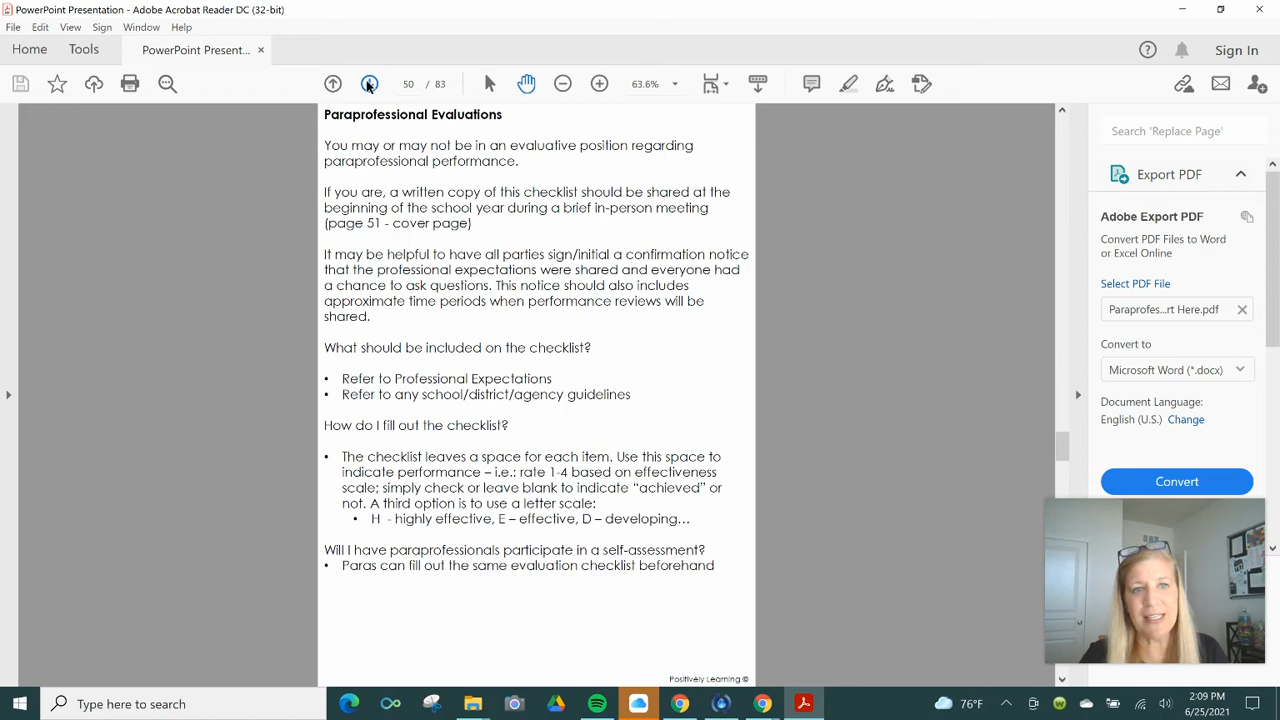 PowerPoint Presentation - Adobe Acrobat Reader DC (32-bit)
File Edit View Sign Window Help
Home Tools PowerPoint Present... × Sign In
50 / 83 63.6%
Paraprofessional Evaluations
You may or may not be in an evaluative position regarding
paraprofessional performance.
If you are, a written copy of this checklist should be shared at the
beginning of the school year during a brief in-person meeting
(page 51 - cover page)
It may be helpful to have all parties sign/initial a confirmation notice
that the professional expectations were shared and everyone had
a chance to ask questions. This notice should also includes
approximate time periods when performance reviews will be
shared.
What should be included on the checklist?
• Refer to Professional Expectations
• Refer to any school/district/agency guidelines
How do I fill out the checklist?
• The checklist leaves a space for each item. Use this space to
indicate performance – i.e.: rate 1-4 based on effectiveness
scale; simply check or leave blank to indicate “achieved” or
not. A third option is to use a letter scale:
• H - highly effective, E – effective, D – developing…
Will I have paraprofessionals participate in a self-assessment?
• Paras can fill out the same evaluation checklist beforehand
Positively Learning ©
Search 'Replace Page'
Export PDF
Adobe Export PDF
Convert PDF Files to Word
or Excel Online
Select PDF File
Paraprofes...rt Here.pdf
Convert to
Microsoft Word (*.docx)
Document Language:
English (U.S.) Change
Convert
Type here to search
76°F
2:09 PM
6/25/2021